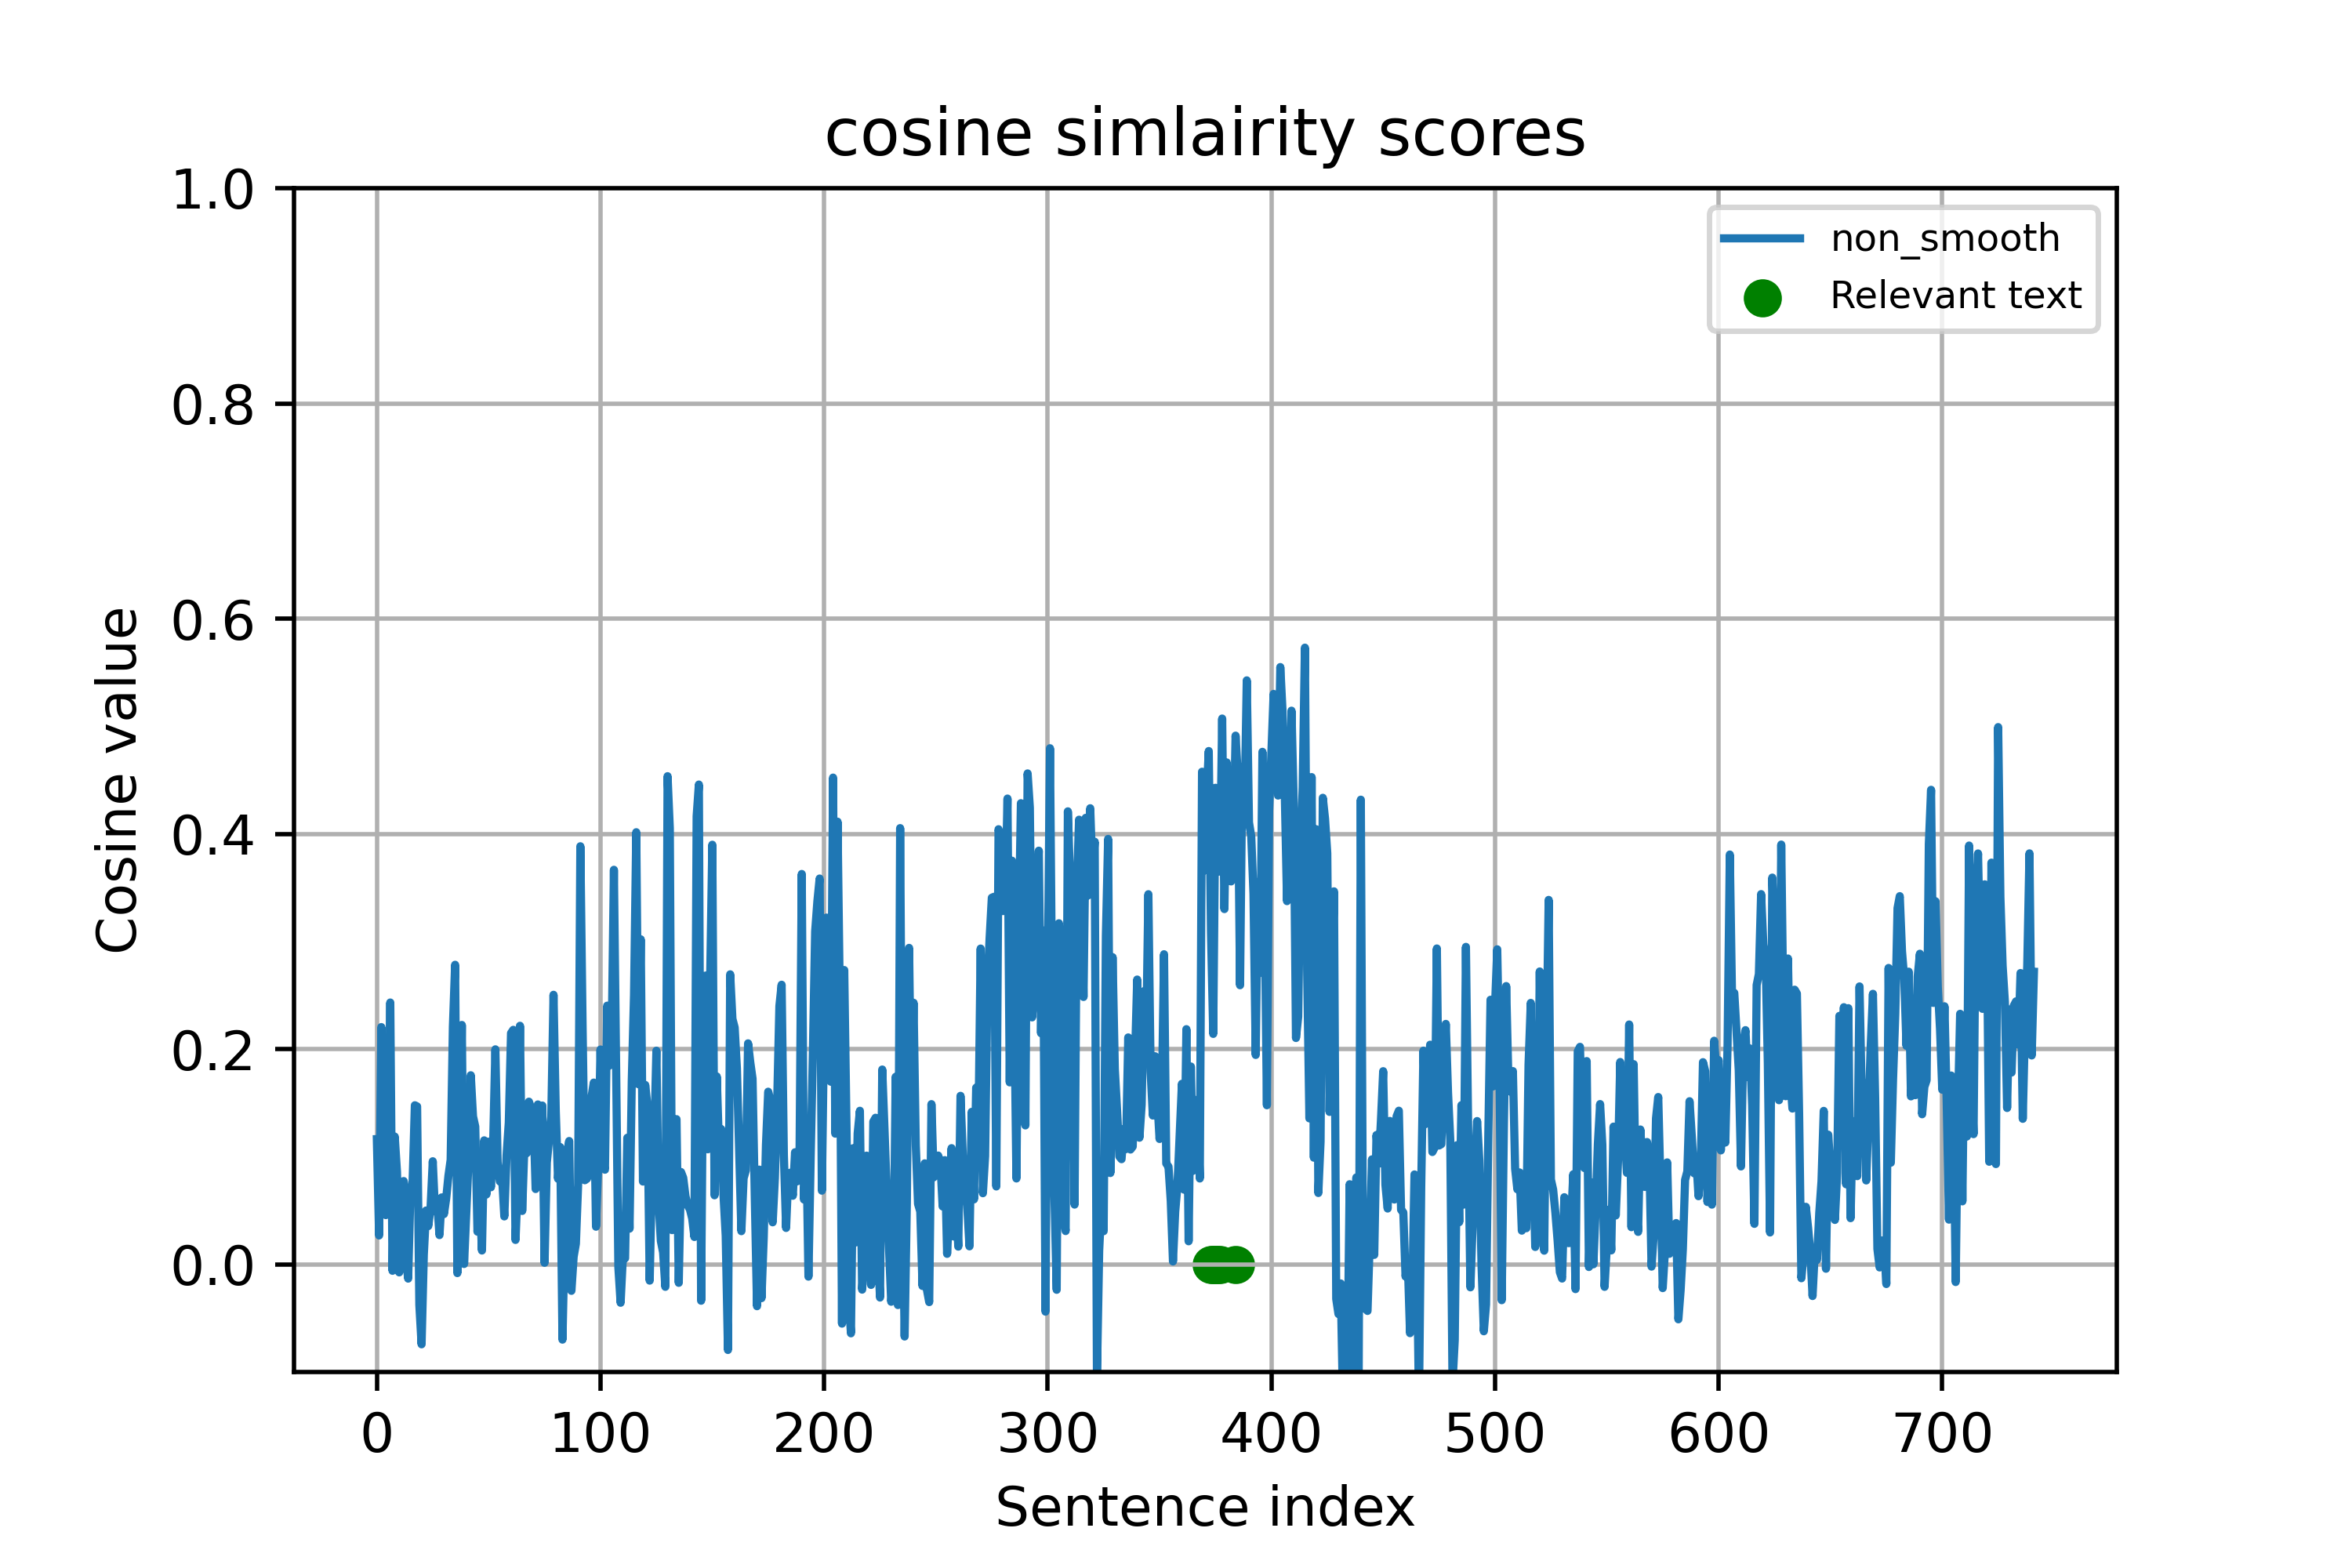 cosine simlairity scores
1.0
0.8
0.6
0.4
0.2
0.0
Cosine value
non_smooth
Relevant text
0 100 200 300 400 500 600 700
Sentence index